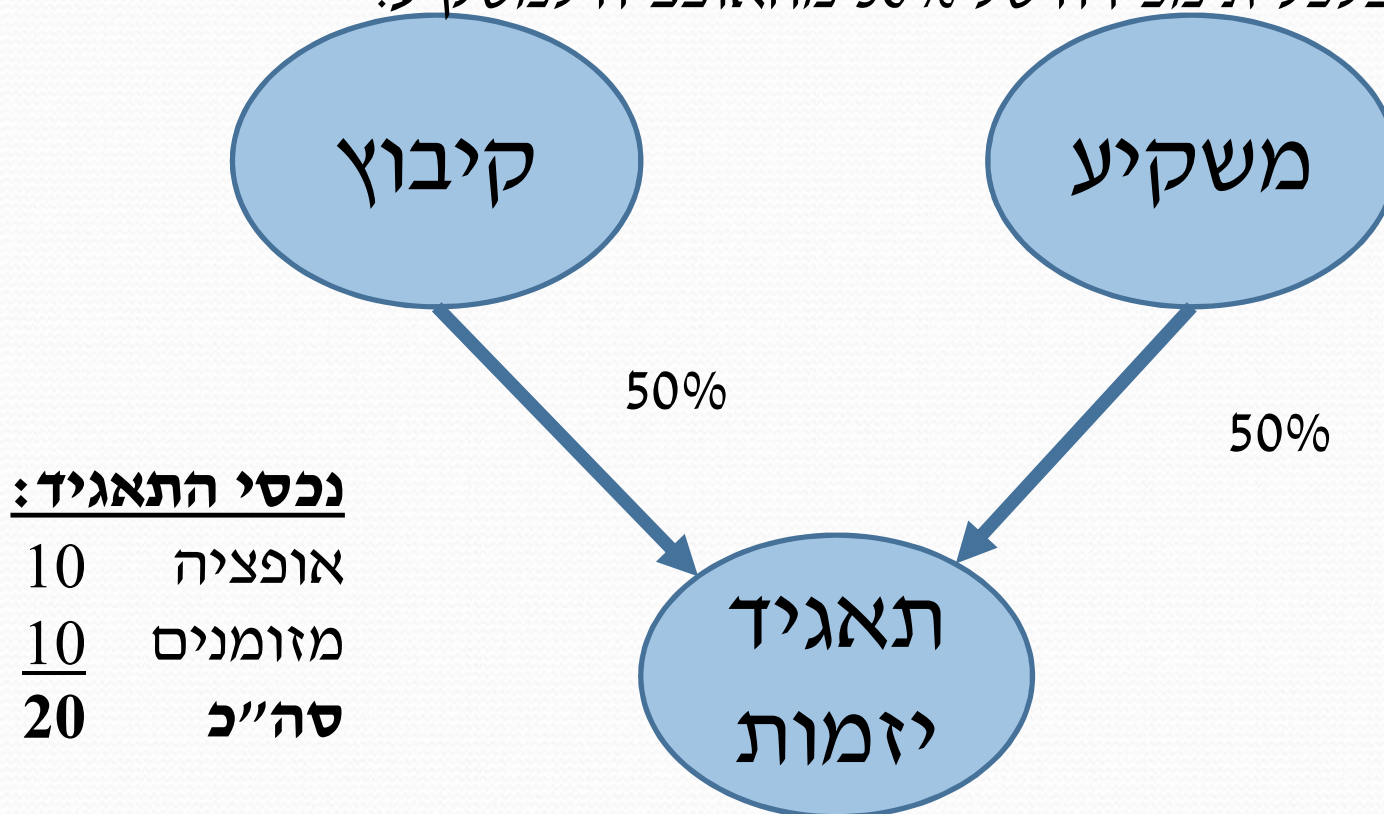 קיבוץ
משקיע
50%
50%
נכסי התאגיד:
אופציה 10
מזומנים 10
סה״כ 20
תאגיד
יזמות